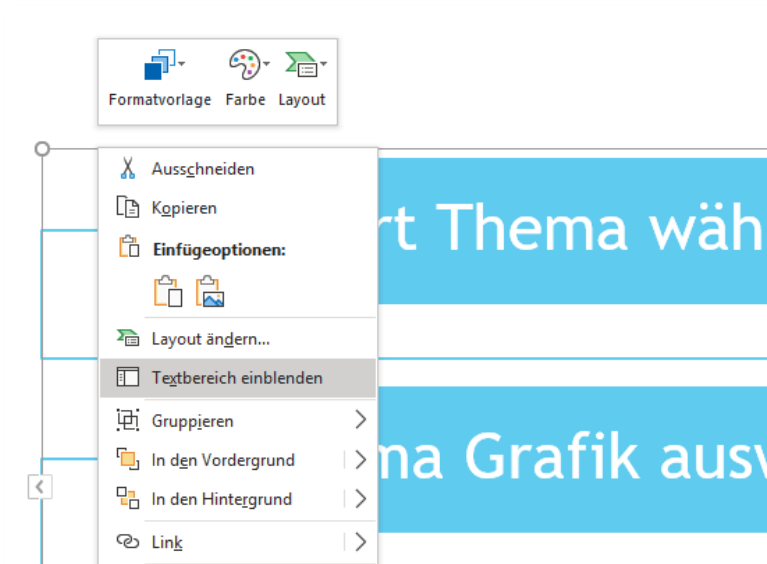 Formatvorlage Farbe Layout
Ausschneiden
Kopieren
Einfügeoptionen:
Layout ändern...
Textbereich einblenden
Gruppieren
In den Vordergrund
In den Hintergrund
Link
rt Thema wäh
ma Grafik aus